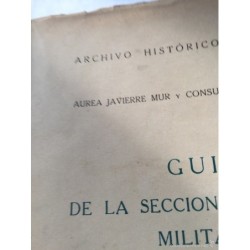 ARCHIVO HISTÓRICO
AUREA JAVIERRE MUR Y CONSU
GUI
DE LA SECCION
MILITA